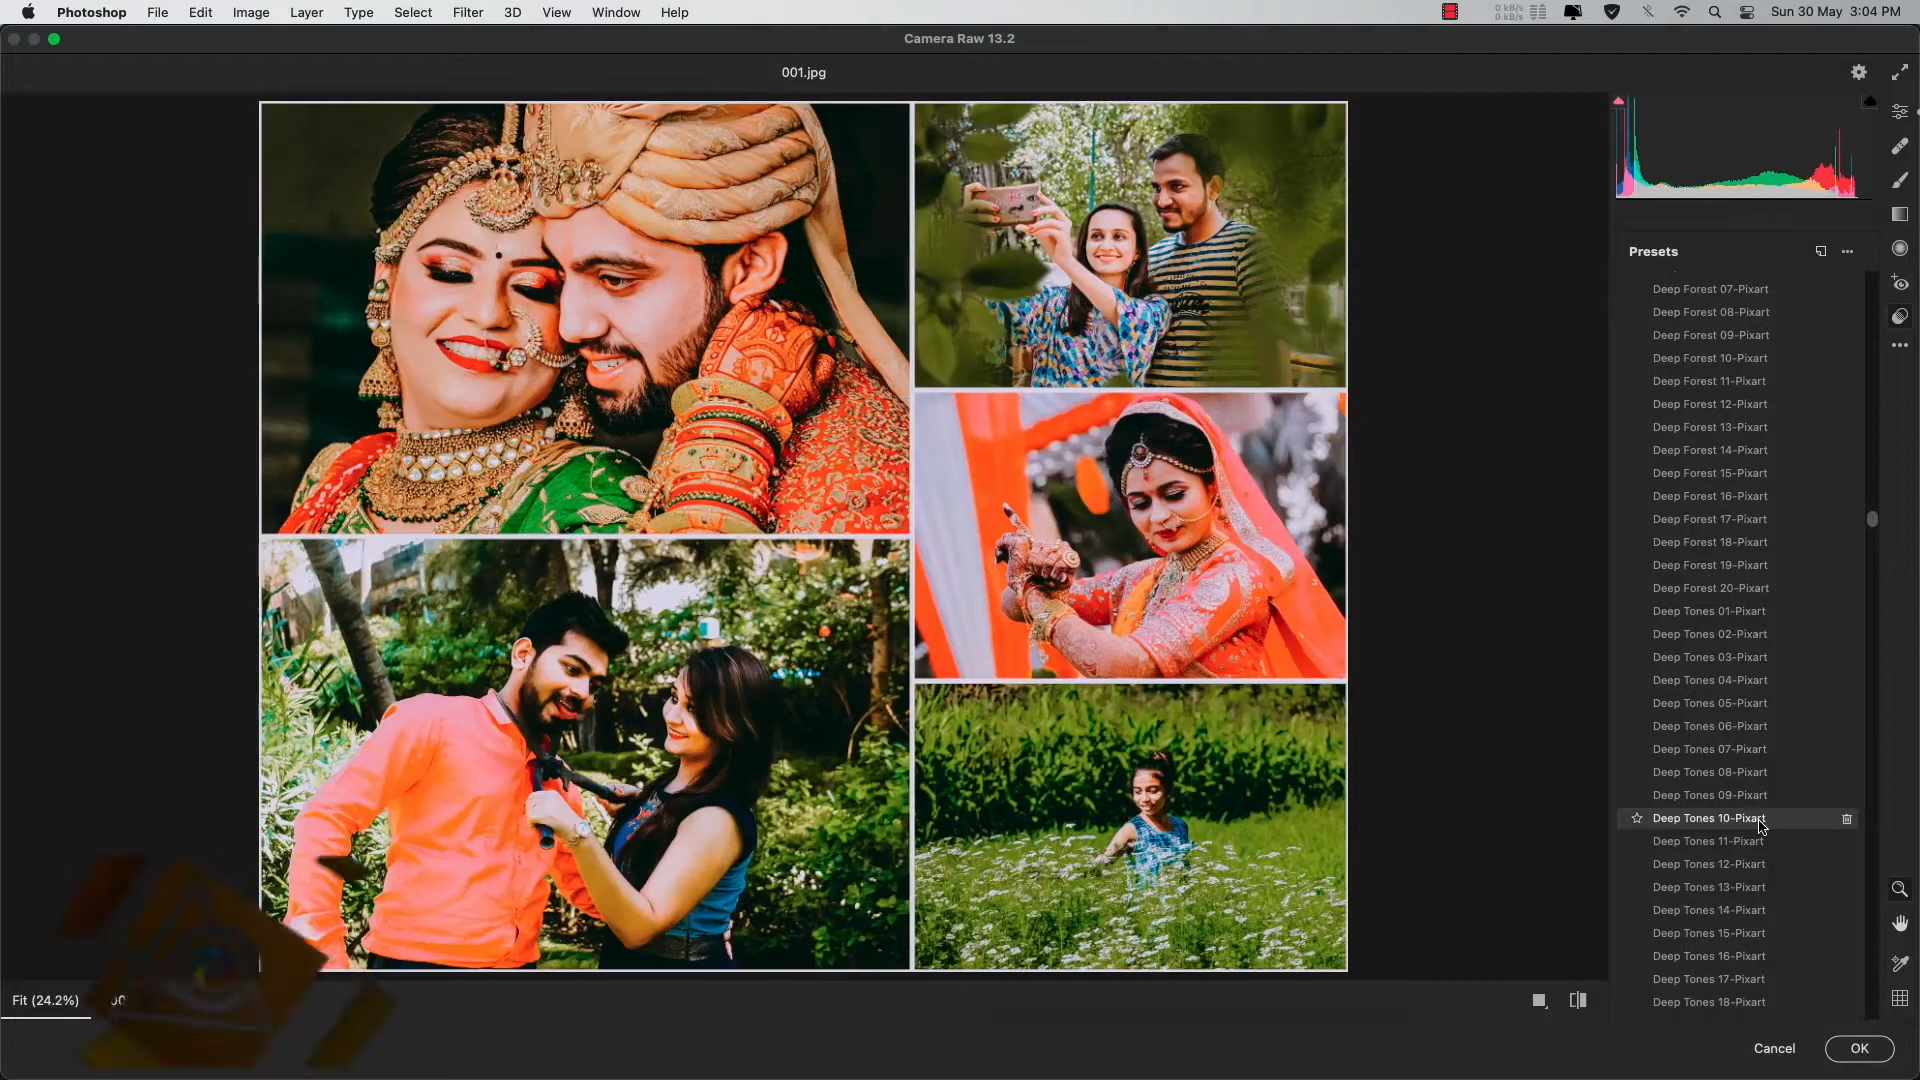 Photoshop File Edit Image Layer Type Select Filter 3D View Window Help 0 kB/s 0 kB/s Sun 30 May 3:04 PM
Camera Raw 13.2
001.jpg
Presets
Deep Forest 07-Pixart
Deep Forest 08-Pixart
Deep Forest 09-Pixart
Deep Forest 10-Pixart
Deep Forest 11-Pixart
Deep Forest 12-Pixart
Deep Forest 13-Pixart
Deep Forest 14-Pixart
Deep Forest 15-Pixart
Deep Forest 16-Pixart
Deep Forest 17-Pixart
Deep Forest 18-Pixart
Deep Forest 19-Pixart
Deep Forest 20-Pixart
Deep Tones 01-Pixart
Deep Tones 02-Pixart
Deep Tones 03-Pixart
Deep Tones 04-Pixart
Deep Tones 05-Pixart
Deep Tones 06-Pixart
Deep Tones 07-Pixart
Deep Tones 08-Pixart
Deep Tones 09-Pixart
Deep Tones 10-Pixart
Deep Tones 11-Pixart
Deep Tones 12-Pixart
Deep Tones 13-Pixart
Deep Tones 14-Pixart
Deep Tones 15-Pixart
Deep Tones 16-Pixart
Deep Tones 17-Pixart
Deep Tones 18-Pixart
Fit (24.2%)
Cancel OK